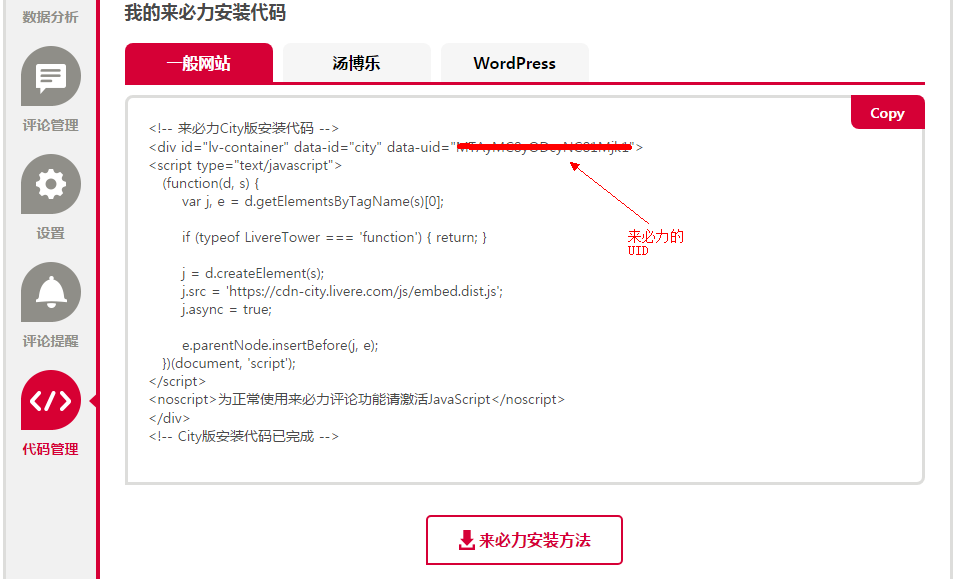 数据分析
我的来必力安装代码
一般网站
汤博乐
WordPress
评论管理
设置
评论提醒
代码管理
Copy
<!-- 来必力City版安装代码 -->
<div id="lv-container" data-id="city" data-uid="">
<script type="text/javascript">
(function(d, s) {
var j, e = d.getElementsByTagName(s)[0];
if (typeof LivereTower === 'function') { return; }
j = d.createElement(s);
j.src = 'https://cdn-city.livere.com/js/embed.dist.js';
j.async = true;
e.parentNode.insertBefore(j, e);
})(document, 'script');
</script>
<noscript>为正常使用来必力评论功能请激活JavaScript</noscript>
</div>
<!-- City版安装代码已完成 -->
来必力的
UID
来必力安装方法